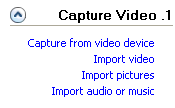 Capture Video .1
Capture from video device
Import video
Import pictures
Import audio or music